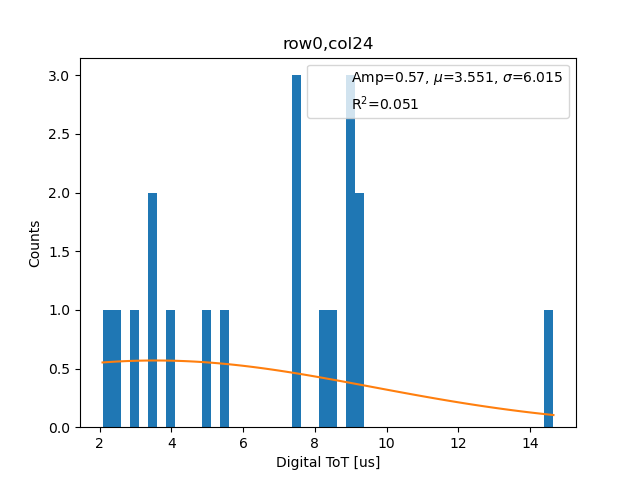 row0,col24
Amp=0.57, μ=3.551, σ=6.015
R²=0.051
Counts
3.0
2.5
2.0
1.5
1.0
0.5
0.0
2 4 6 8 10 12 14
Digital ToT [us]